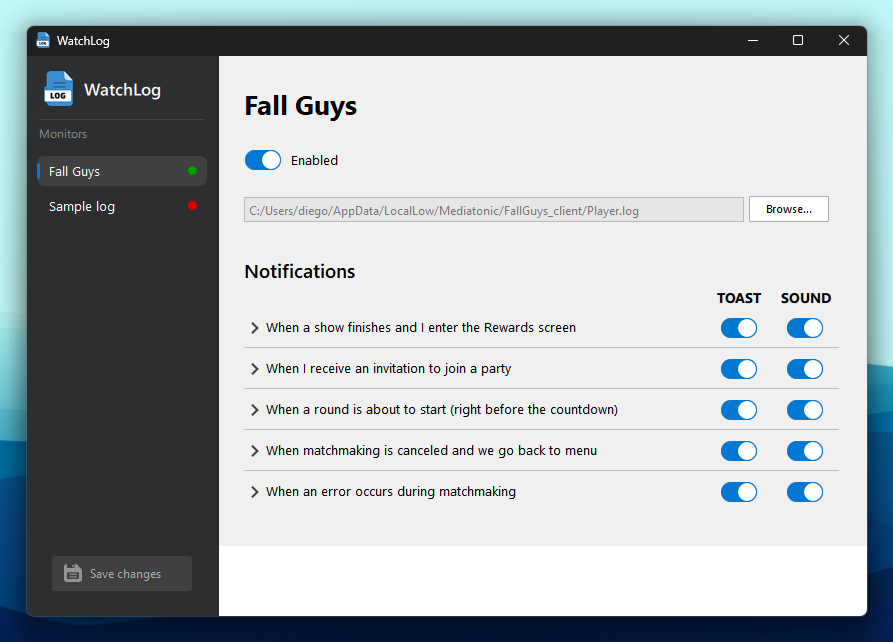 WatchLog
LOG
WatchLog
Monitors
Fall Guys
Sample log
Save changes
Fall Guys
Enabled
C:/Users/diego/AppData/LocalLow/Mediatonic/FallGuys_client/Player.log
Browse...
Notifications
TOAST SOUND
When a show finishes and I enter the Rewards screen
When I receive an invitation to join a party
When a round is about to start (right before the countdown)
When matchmaking is canceled and we go back to menu
When an error occurs during matchmaking